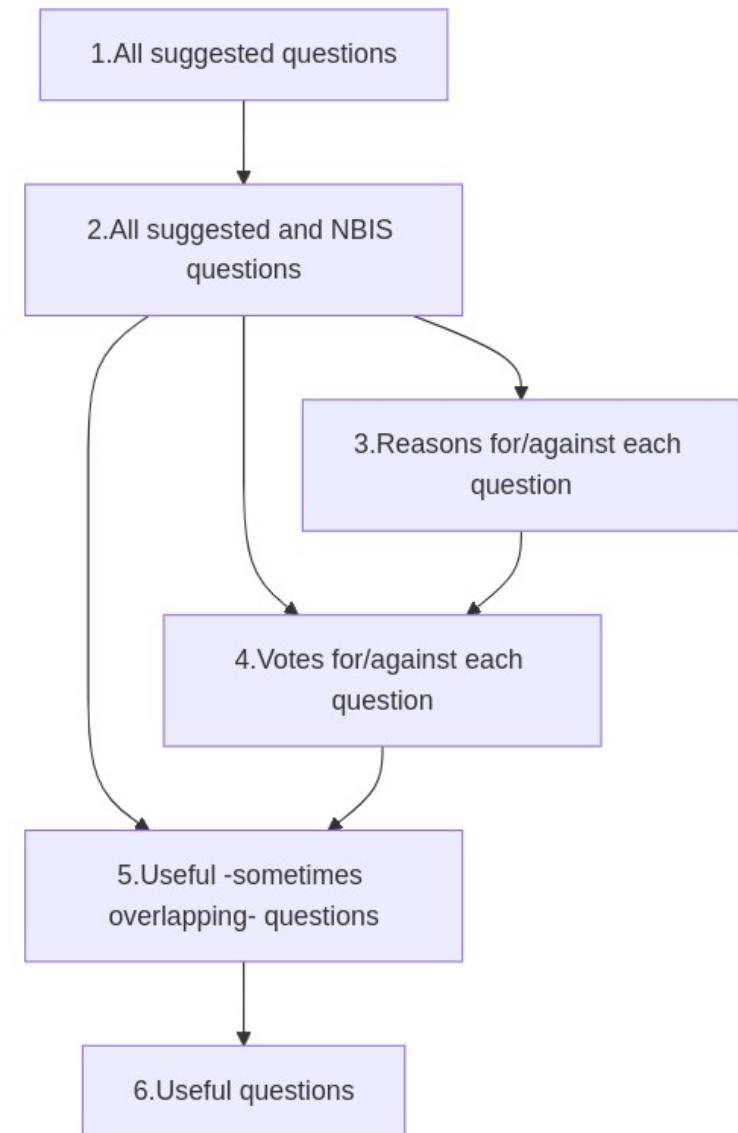 1.All suggested questions
2.All suggested and NBIS
questions
3.Reasons for/against each
question
4.Votes for/against each
question
5.Useful -sometimes
overlapping- questions
6.Useful questions